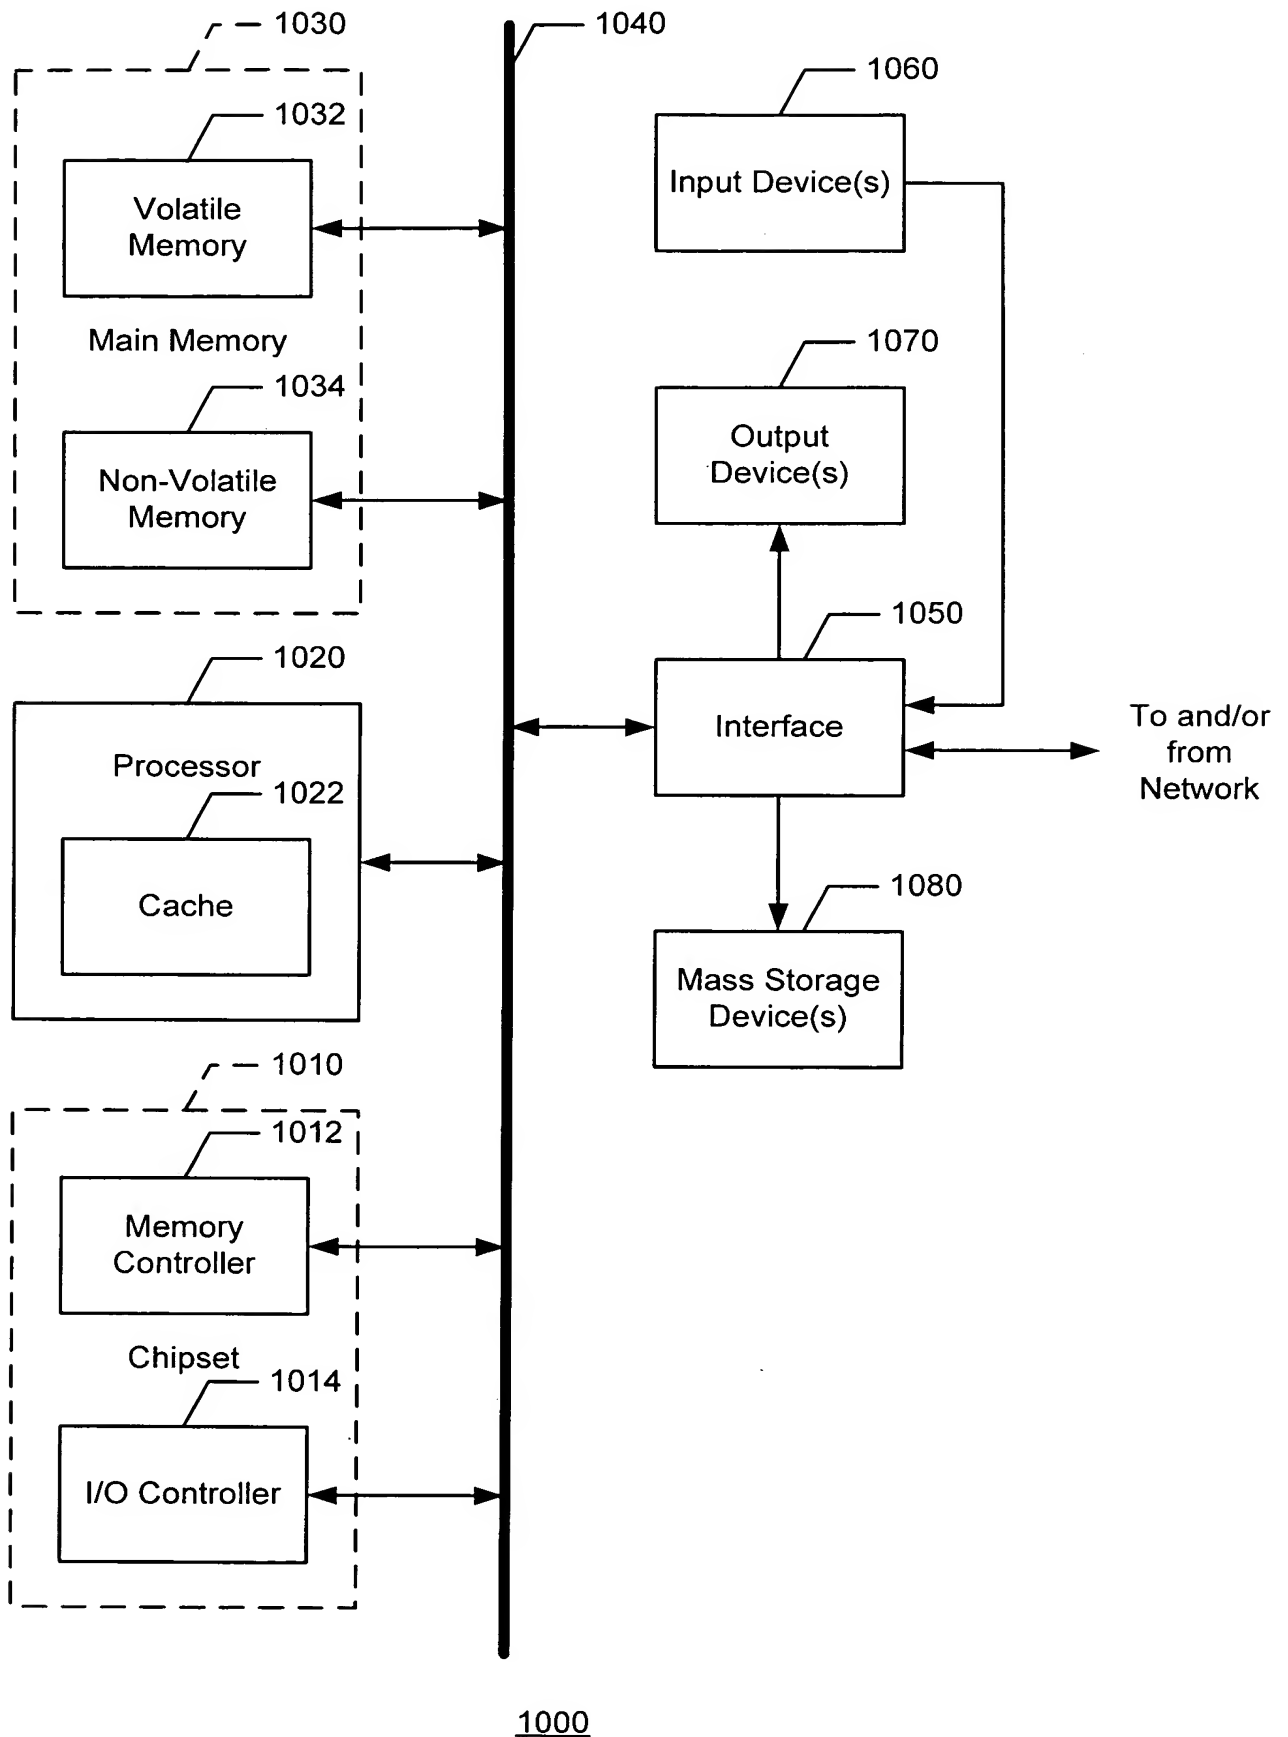 1030
1032
Volatile
Memory
Main Memory
1034
Non-Volatile
Memory
1020
Processor
1022
Cache
1010
1012
Memory
Controller
Chipset
1014
I/O Controller
1040
1060
Input Device(s)
1070
Output
Device(s)
1050
Interface
To and/or
from
Network
1080
Mass Storage
Device(s)
1000